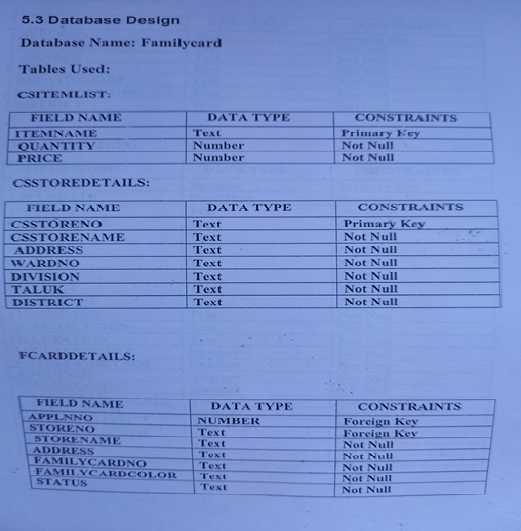 5.3 Database Design
Database Name: Familycard
Tables Used:
CSITEMLIST:
FIELD NAME DATA TYPE CONSTRAINTS
ITEMNAME Text Primary Key
QUANTITY Number Not Null
PRICE Number Not Null
CSSTOREDETAILS:
FIELD NAME DATA TYPE CONSTRAINTS
CSSTORENO Text Primary Key
CSSTORENAME Text Not Null
ADDRESS Text Not Null
WARDNO Text Not Null
DIVISION Text Not Null
TALUK Text Not Null
DISTRICT Text Not Null
FCARDDETAILS:
FIELD NAME DATA TYPE CONSTRAINTS
APPLNNO NUMBER Foreign Key
STORENO Text Foreign Key
STORENAME Text Not Null
ADDRESS Text Not Null
FAMILYCARDNO Text Not Null
FAMILYCARDCOLOR Text Not Null
STATUS Text Not Null